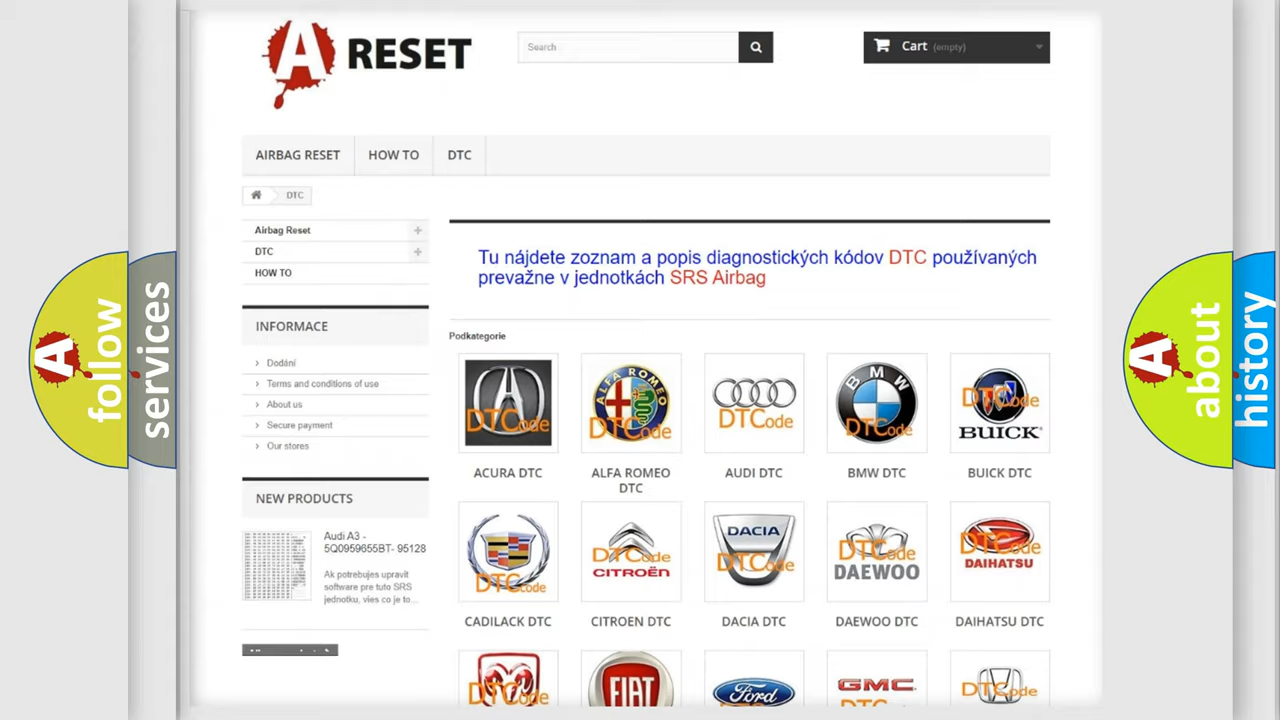 A RESET
Search
Cart (empty)
AIRBAG RESET
HOW TO
DTC
DTC
Airbag Reset
DTC
HOW TO
Tu nájdete zoznam a popis diagnostických kódov DTC používaných
prevažne v jednotkách SRS Airbag
INFORMACE
Dodání
Terms and conditions of use
About us
Secure payment
Our stores
NEW PRODUCTS
Audi A3 -
5Q0959655BT- 95128
Ak potrebujes upravit
software pre tuto SRS
jednotku, vies co je to...
Podkategorie
DTCode
ALFA ROMEO
DTCode
DTCode
BMW
DTCode
DTCode
BUICK
ACURA DTC
ALFA ROMEO
DTC
AUDI DTC
BMW DTC
BUICK DTC
DTCode
DTCode
CITROËN
DACIA
DTCode
DTCode
DAEWOO
DTCode
DAIHATSU
CADILACK DTC
CITROEN DTC
DACIA DTC
DAEWOO DTC
DAIHATSU DTC
DTCode
FIAT
Ford
GMC
DTCode
A
follow
services
A
about
history